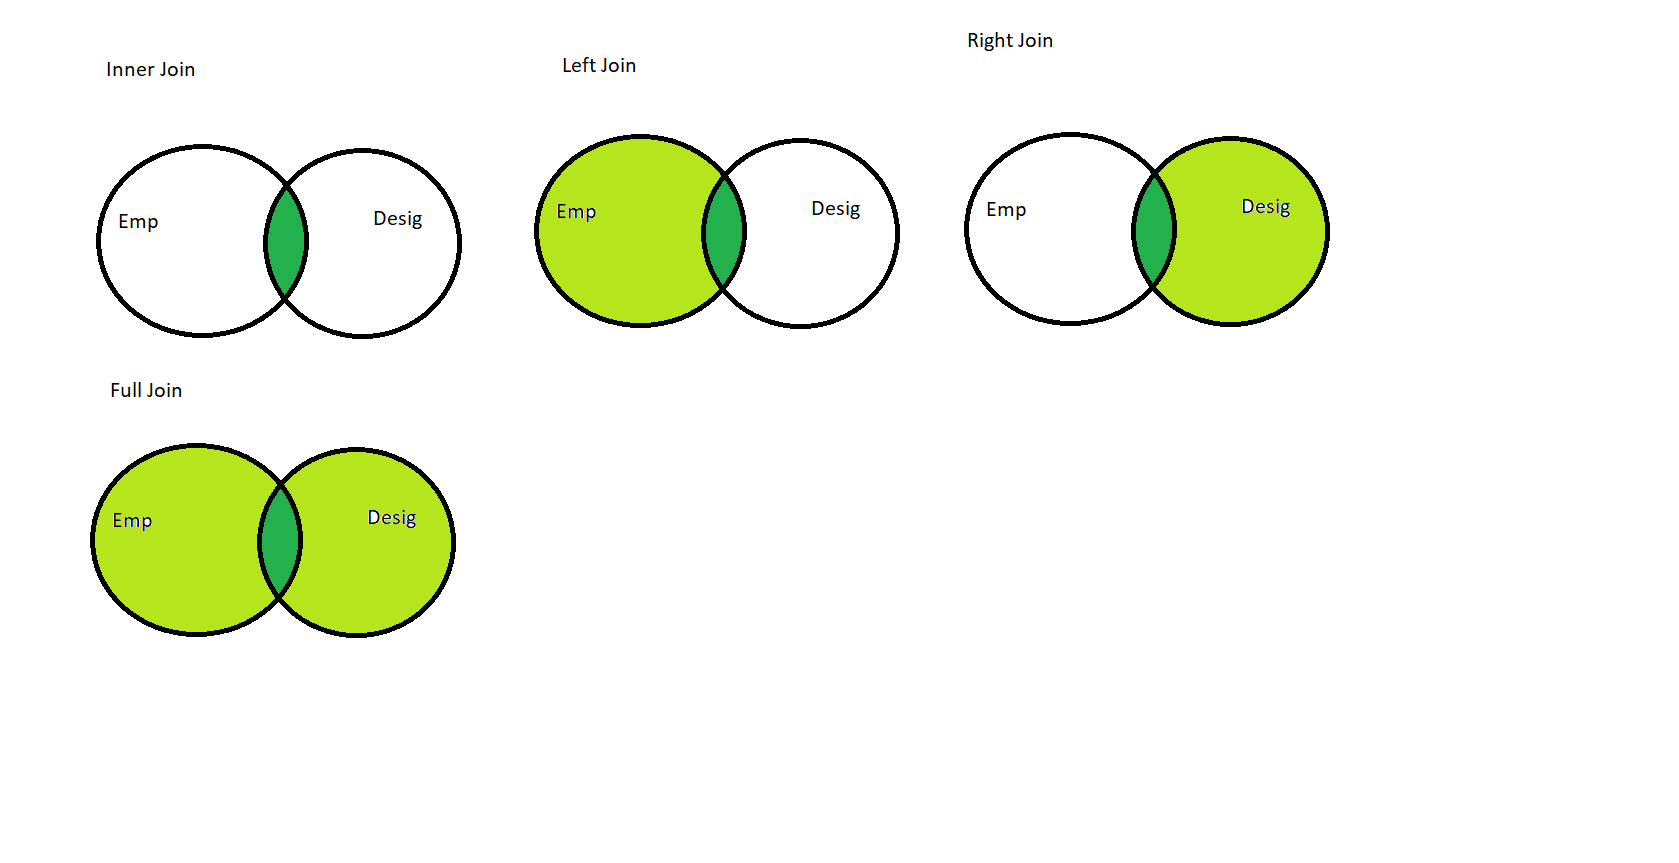 Inner Join
Left Join
Right Join
Emp
Desig
Emp
Desig
Emp
Desig
Full Join
Emp
Desig